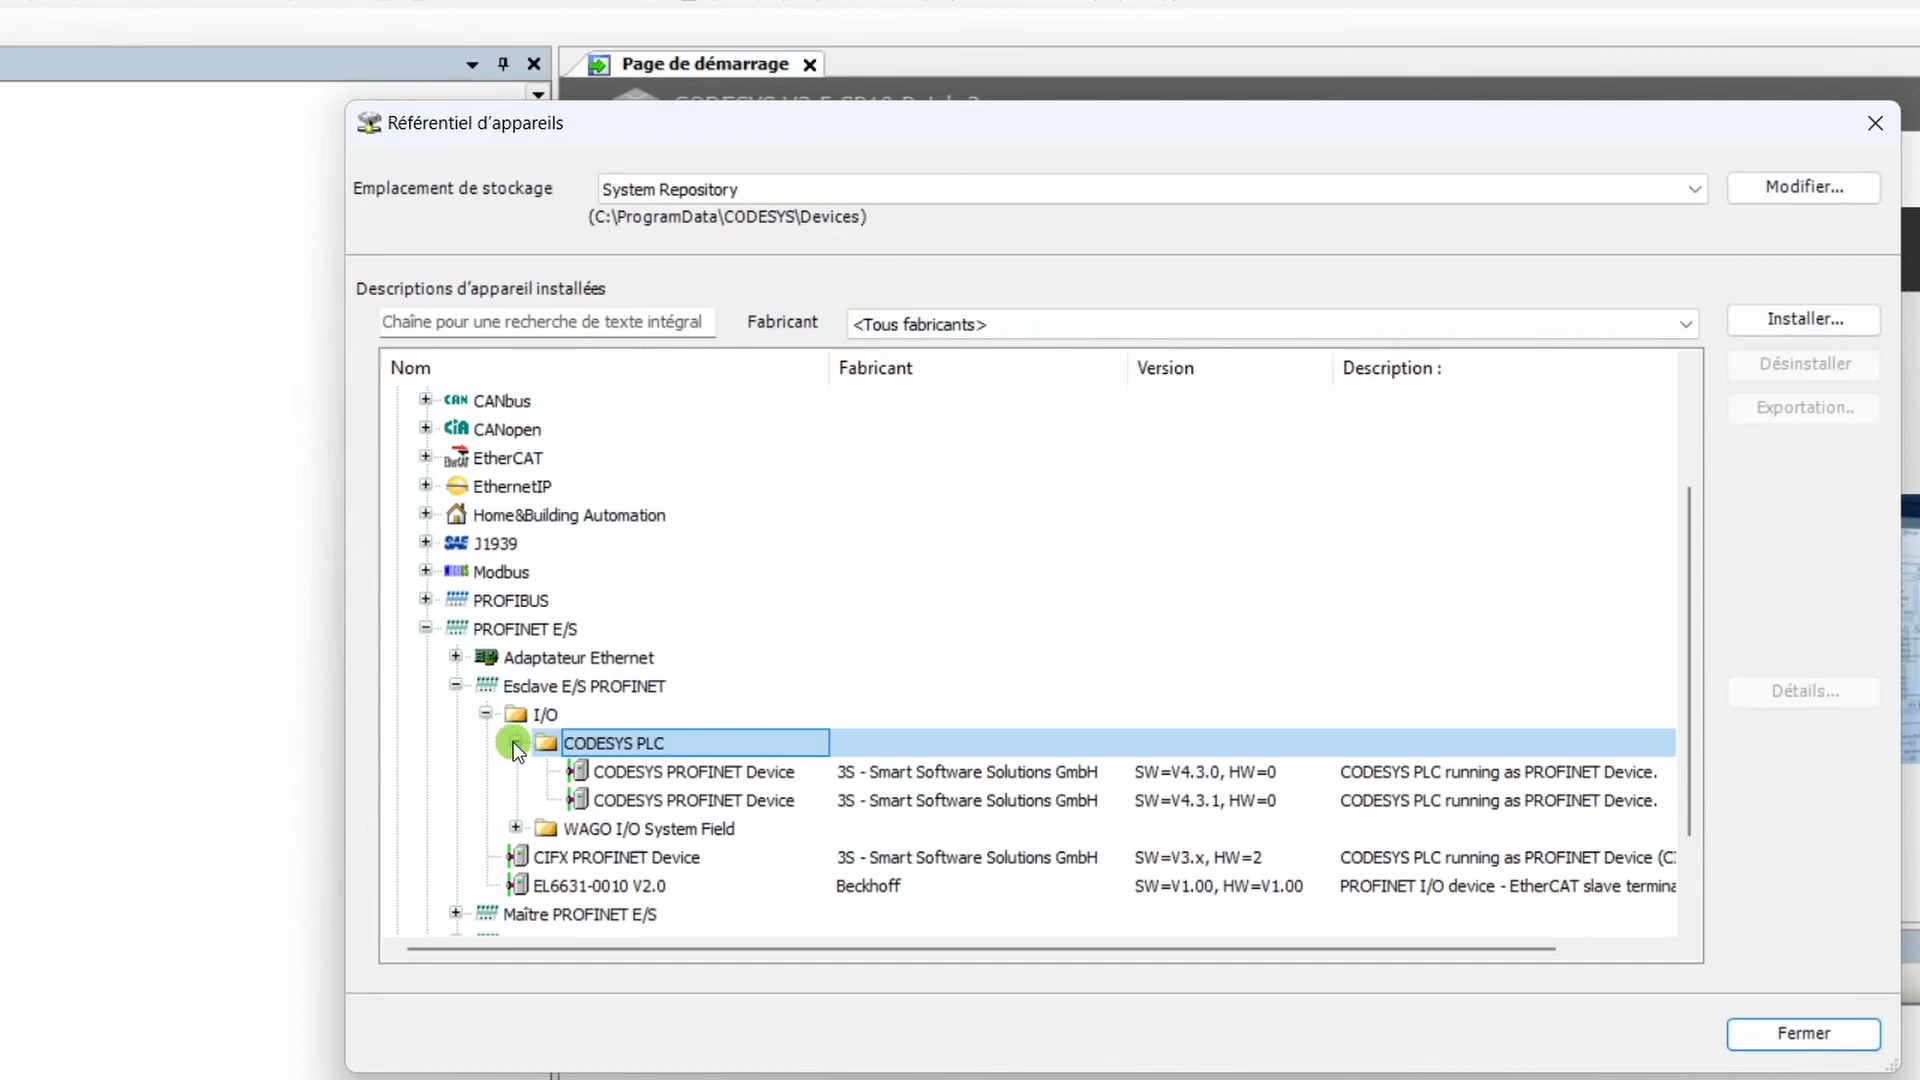 Page de démarrage
Référentiel d'appareils
Emplacement de stockage
System Repository
Modifier...
(C:\ProgramData\CODESYS\Devices)
Descriptions d'appareil installées
Chaîne pour une recherche de texte intégral
Fabricant
<Tous fabricants>
Installer...
Désinstaller
Exportation..
Nom Fabricant Version Description :
CAN CANbus
CiA CANopen
EtherCAT
EthernetIP
Home&Building Automation
SAE J1939
Modbus
PROFIBUS
PROFINET E/S
Adaptateur Ethernet
Esclave E/S PROFINET
Détails...
I/O
CODESYS PLC
CODESYS PROFINET Device 3S - Smart Software Solutions GmbH SW=V4.3.0, HW=0 CODESYS PLC running as PROFINET Device.
CODESYS PROFINET Device 3S - Smart Software Solutions GmbH SW=V4.3.1, HW=0 CODESYS PLC running as PROFINET Device.
WAGO I/O System Field
CIFX PROFINET Device 3S - Smart Software Solutions GmbH SW=V3.x, HW=2 CODESYS PLC running as PROFINET Device (CI
EL6631-0010 V2.0 Beckhoff SW=V1.00, HW=V1.00 PROFINET I/O device - EtherCAT slave termina
Maître PROFINET E/S
Fermer